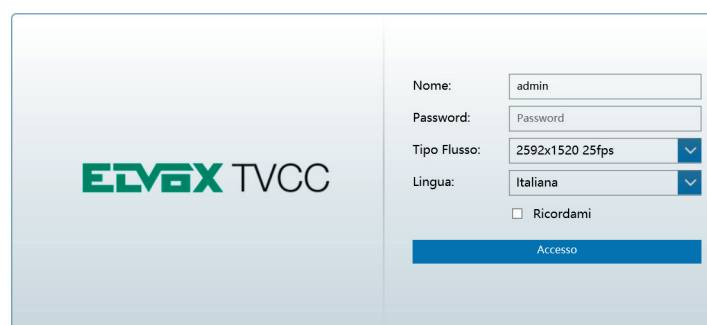 ELVOX TVCC
Nome: admin
Password: Password
Tipo Flusso: 2592x1520 25fps
Lingua: Italiana
Ricordami
Accesso